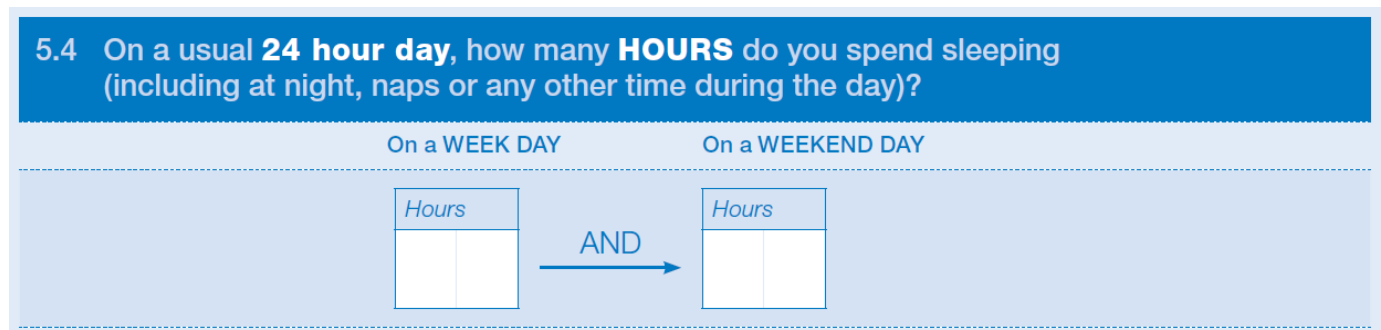 5.4 On a usual 24 hour day, how many HOURS do you spend sleeping
(including at night, naps or any other time during the day)?
On a WEEK DAY On a WEEKEND DAY
Hours Hours
AND